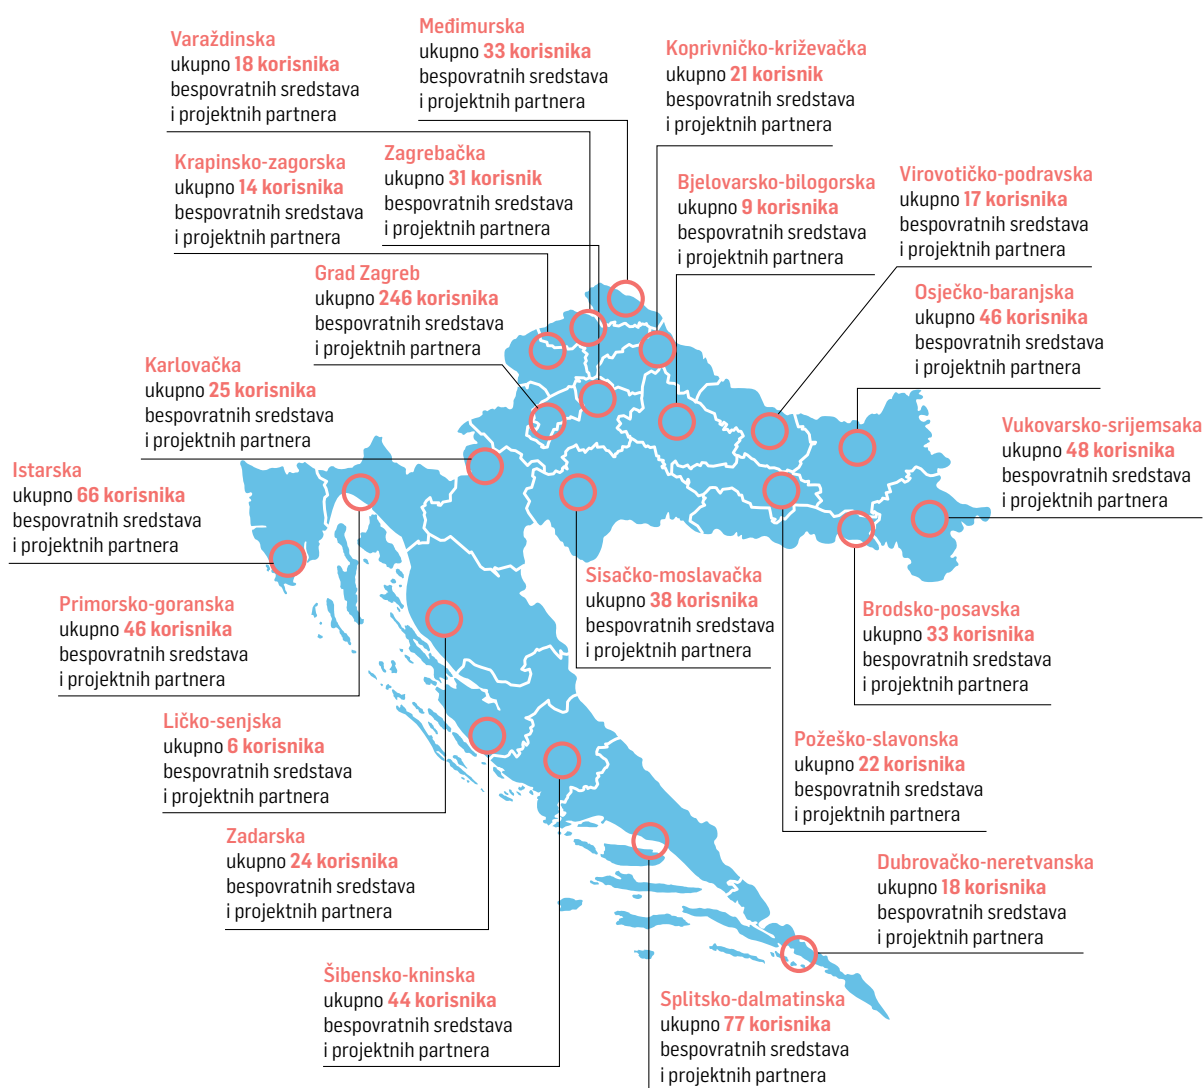 Varaždinska
ukupno 18 korisnika
bespovratnih sredstava
i projektnih partnera
Međimurska
ukupno 33 korisnika
bespovratnih sredstava
i projektnih partnera
Koprivničko-križevačka
ukupno 21 korisnik
bespovratnih sredstava
i projektnih partnera
Krapinsko-zagorska
ukupno 14 korisnika
bespovratnih sredstava
i projektnih partnera
Zagrebačka
ukupno 31 korisnik
bespovratnih sredstava
i projektnih partnera
Bjelovarsko-bilogorska
ukupno 9 korisnika
bespovratnih sredstava
i projektnih partnera
Virovotičko-podravska
ukupno 17 korisnika
bespovratnih sredstava
i projektnih partnera
Grad Zagreb
ukupno 246 korisnika
bespovratnih sredstava
i projektnih partnera
Osječko-baranjska
ukupno 46 korisnika
bespovratnih sredstava
i projektnih partnera
Karlovačka
ukupno 25 korisnika
bespovratnih sredstava
i projektnih partnera
Vukovarsko-srijemsaka
ukupno 48 korisnika
bespovratnih sredstava
i projektnih partnera
Istarska
ukupno 66 korisnika
bespovratnih sredstava
i projektnih partnera
Sisačko-moslavačka
ukupno 38 korisnika
bespovratnih sredstava
i projektnih partnera
Primorsko-goranska
ukupno 46 korisnika
bespovratnih sredstava
i projektnih partnera
Brodsko-posavska
ukupno 33 korisnika
bespovratnih sredstava
i projektnih partnera
Ličko-senjska
ukupno 6 korisnika
bespovratnih sredstava
i projektnih partnera
Požeško-slavonska
ukupno 22 korisnika
bespovratnih sredstava
i projektnih partnera
Zadarska
ukupno 24 korisnika
bespovratnih sredstava
i projektnih partnera
Dubrovačko-neretvanska
ukupno 18 korisnika
bespovratnih sredstava
i projektnih partnera
Šibensko-kninska
ukupno 44 korisnika
bespovratnih sredstava
i projektnih partnera
Splitsko-dalmatinska
ukupno 77 korisnika
bespovratnih sredstava
i projektnih partnera